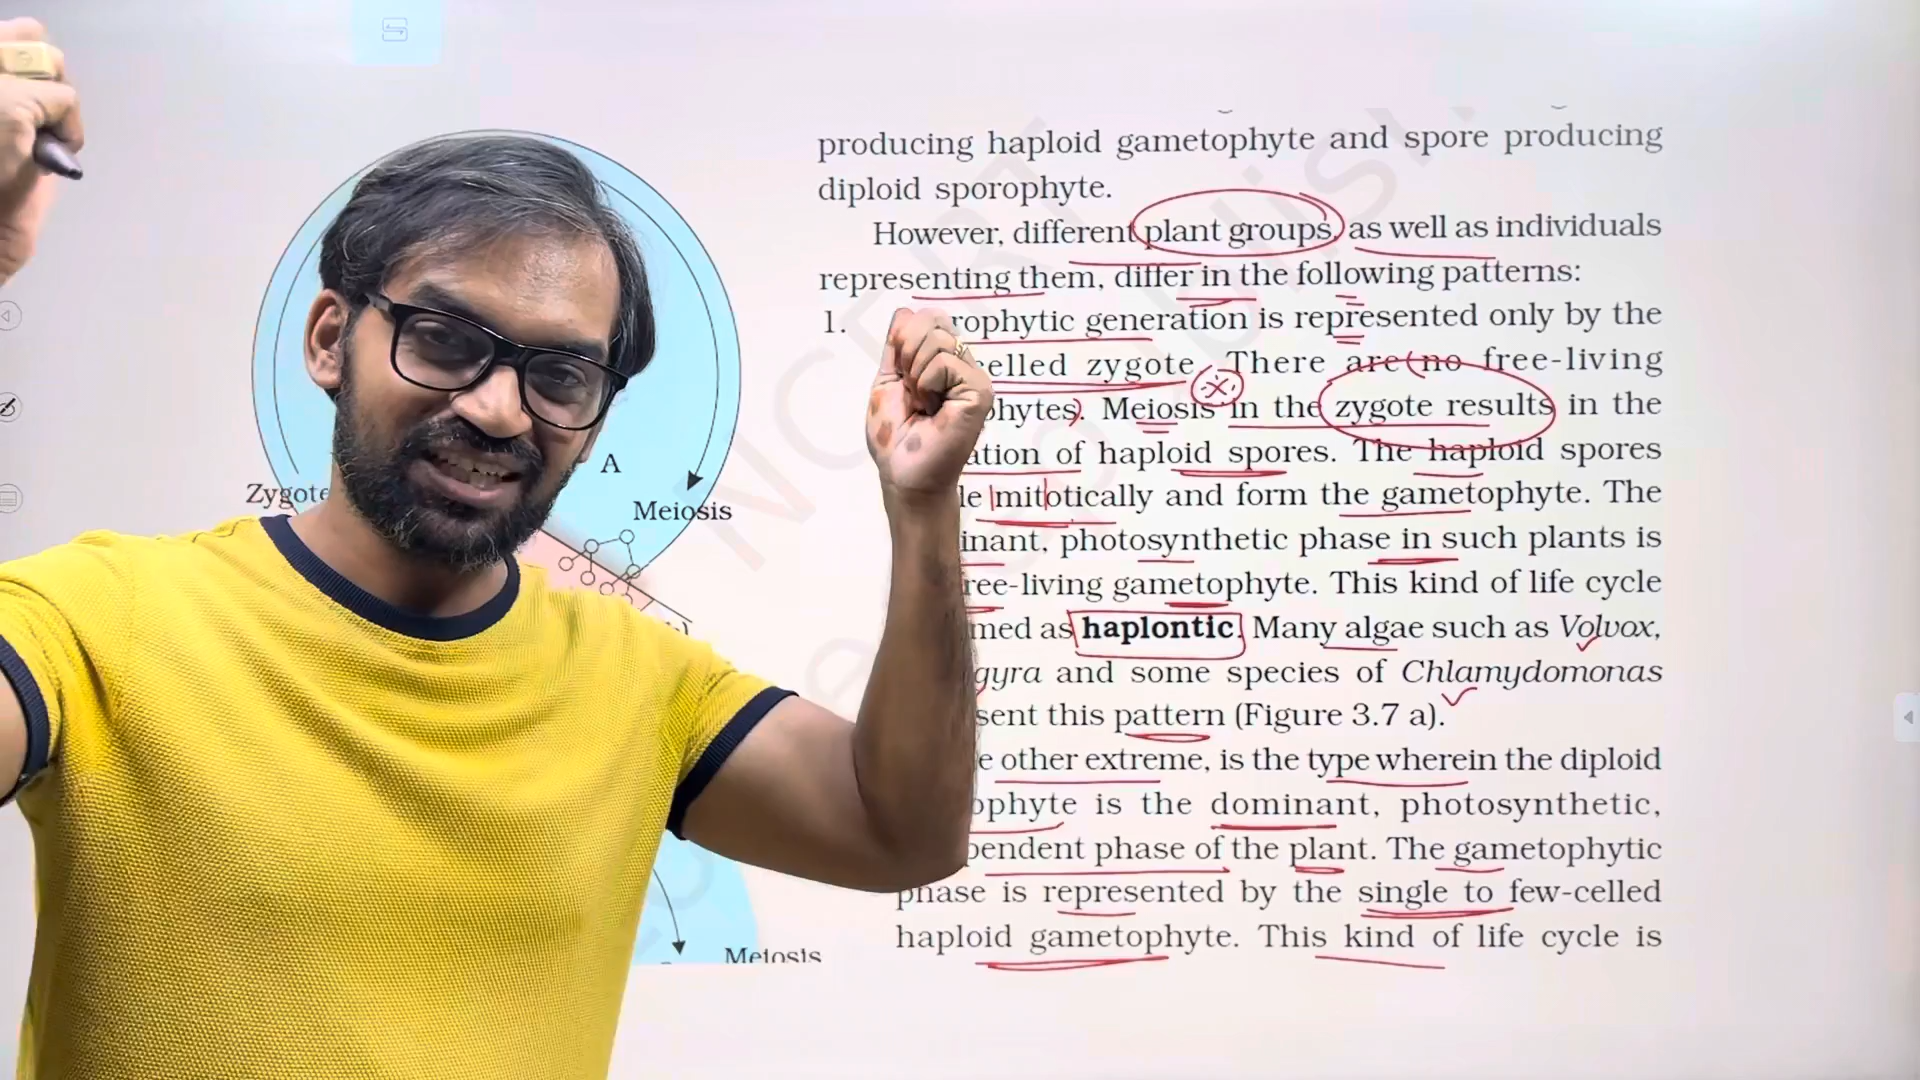 producing haploid gametophyte and spore producing
diploid sporophyte.
However, different plant groups, as well as individuals
representing them, differ in the following patterns:
1. rophytic generation is represented only by the
celled zygote. There are no free-living
phytes. Meiosis in the zygote results in the
ation of haploid spores. The haploid spores
le mitotically and form the gametophyte. The
inant, photosynthetic phase in such plants is
ree-living gametophyte. This kind of life cycle
med as haplontic. Many algae such as Volvox,
gyra and some species of Chlamydomonas
sent this pattern (Figure 3.7 a).
e other extreme, is the type wherein the diploid
ophyte is the dominant, photosynthetic,
pendent phase of the plant. The gametophytic
phase is represented by the single to few-celled
haploid gametophyte. This kind of life cycle is
A
Zygote
Meiosis
Meiosis
NCERT